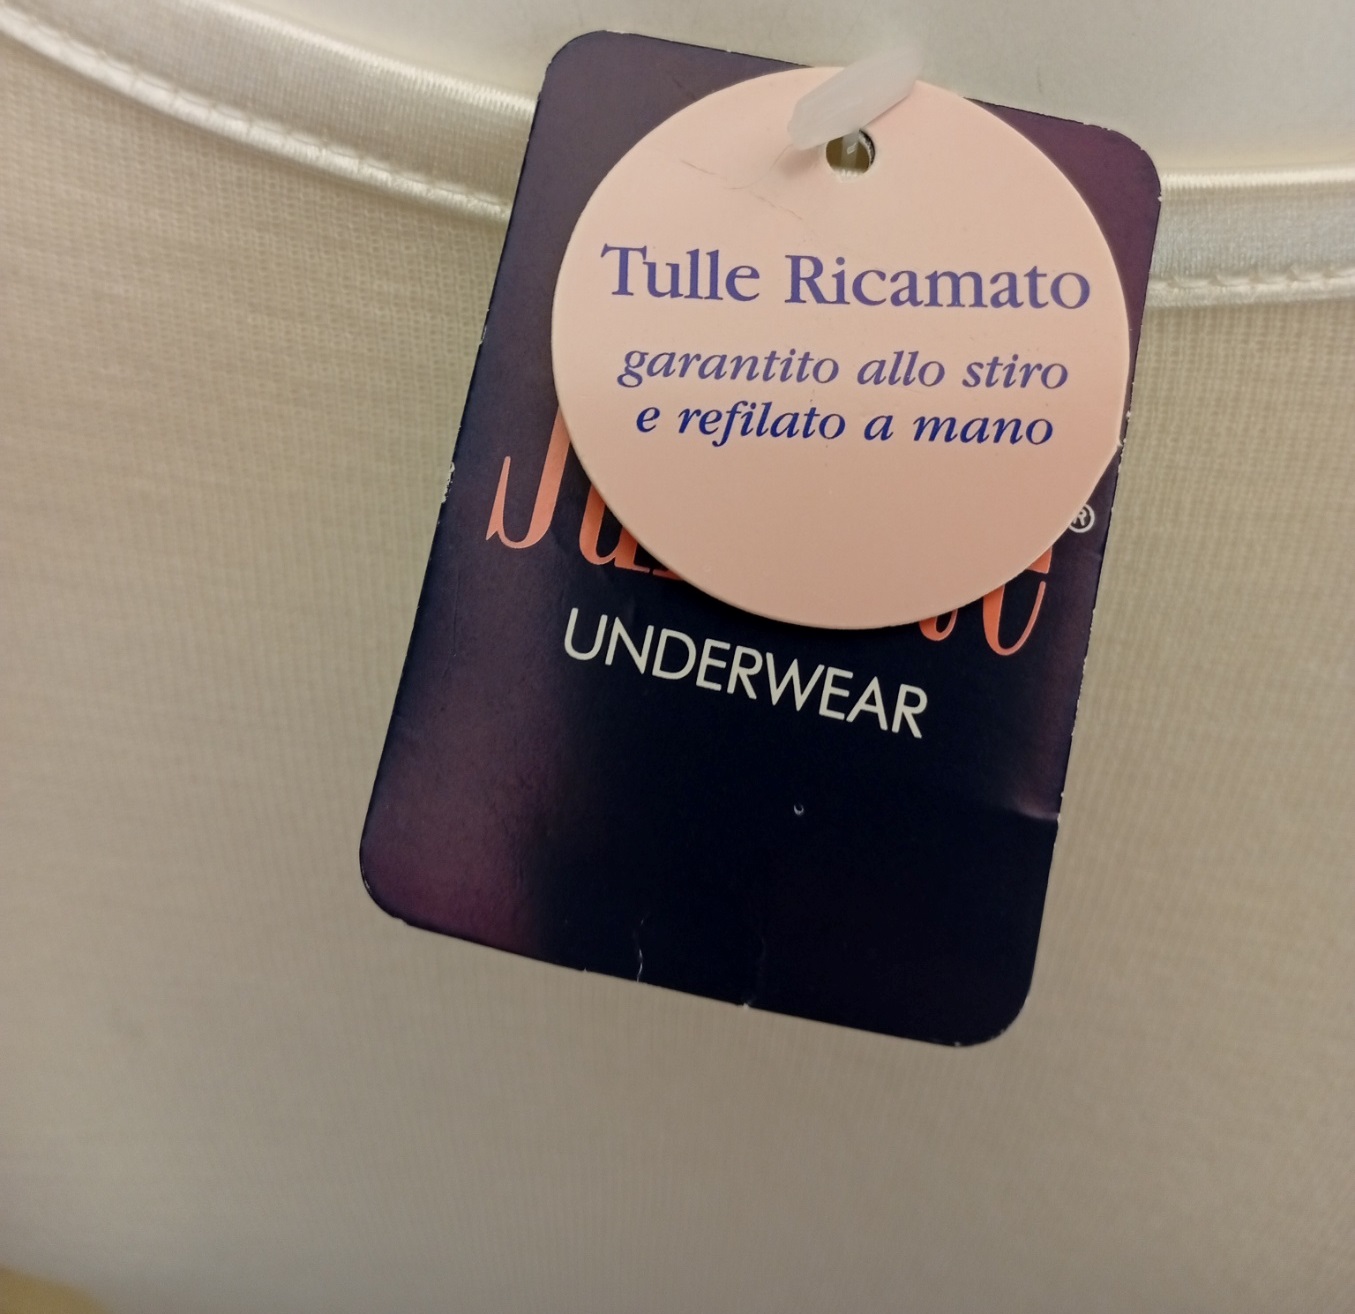 Tulle Ricamato
garantito allo stiro
e refilato a mano
®
UNDERWEAR